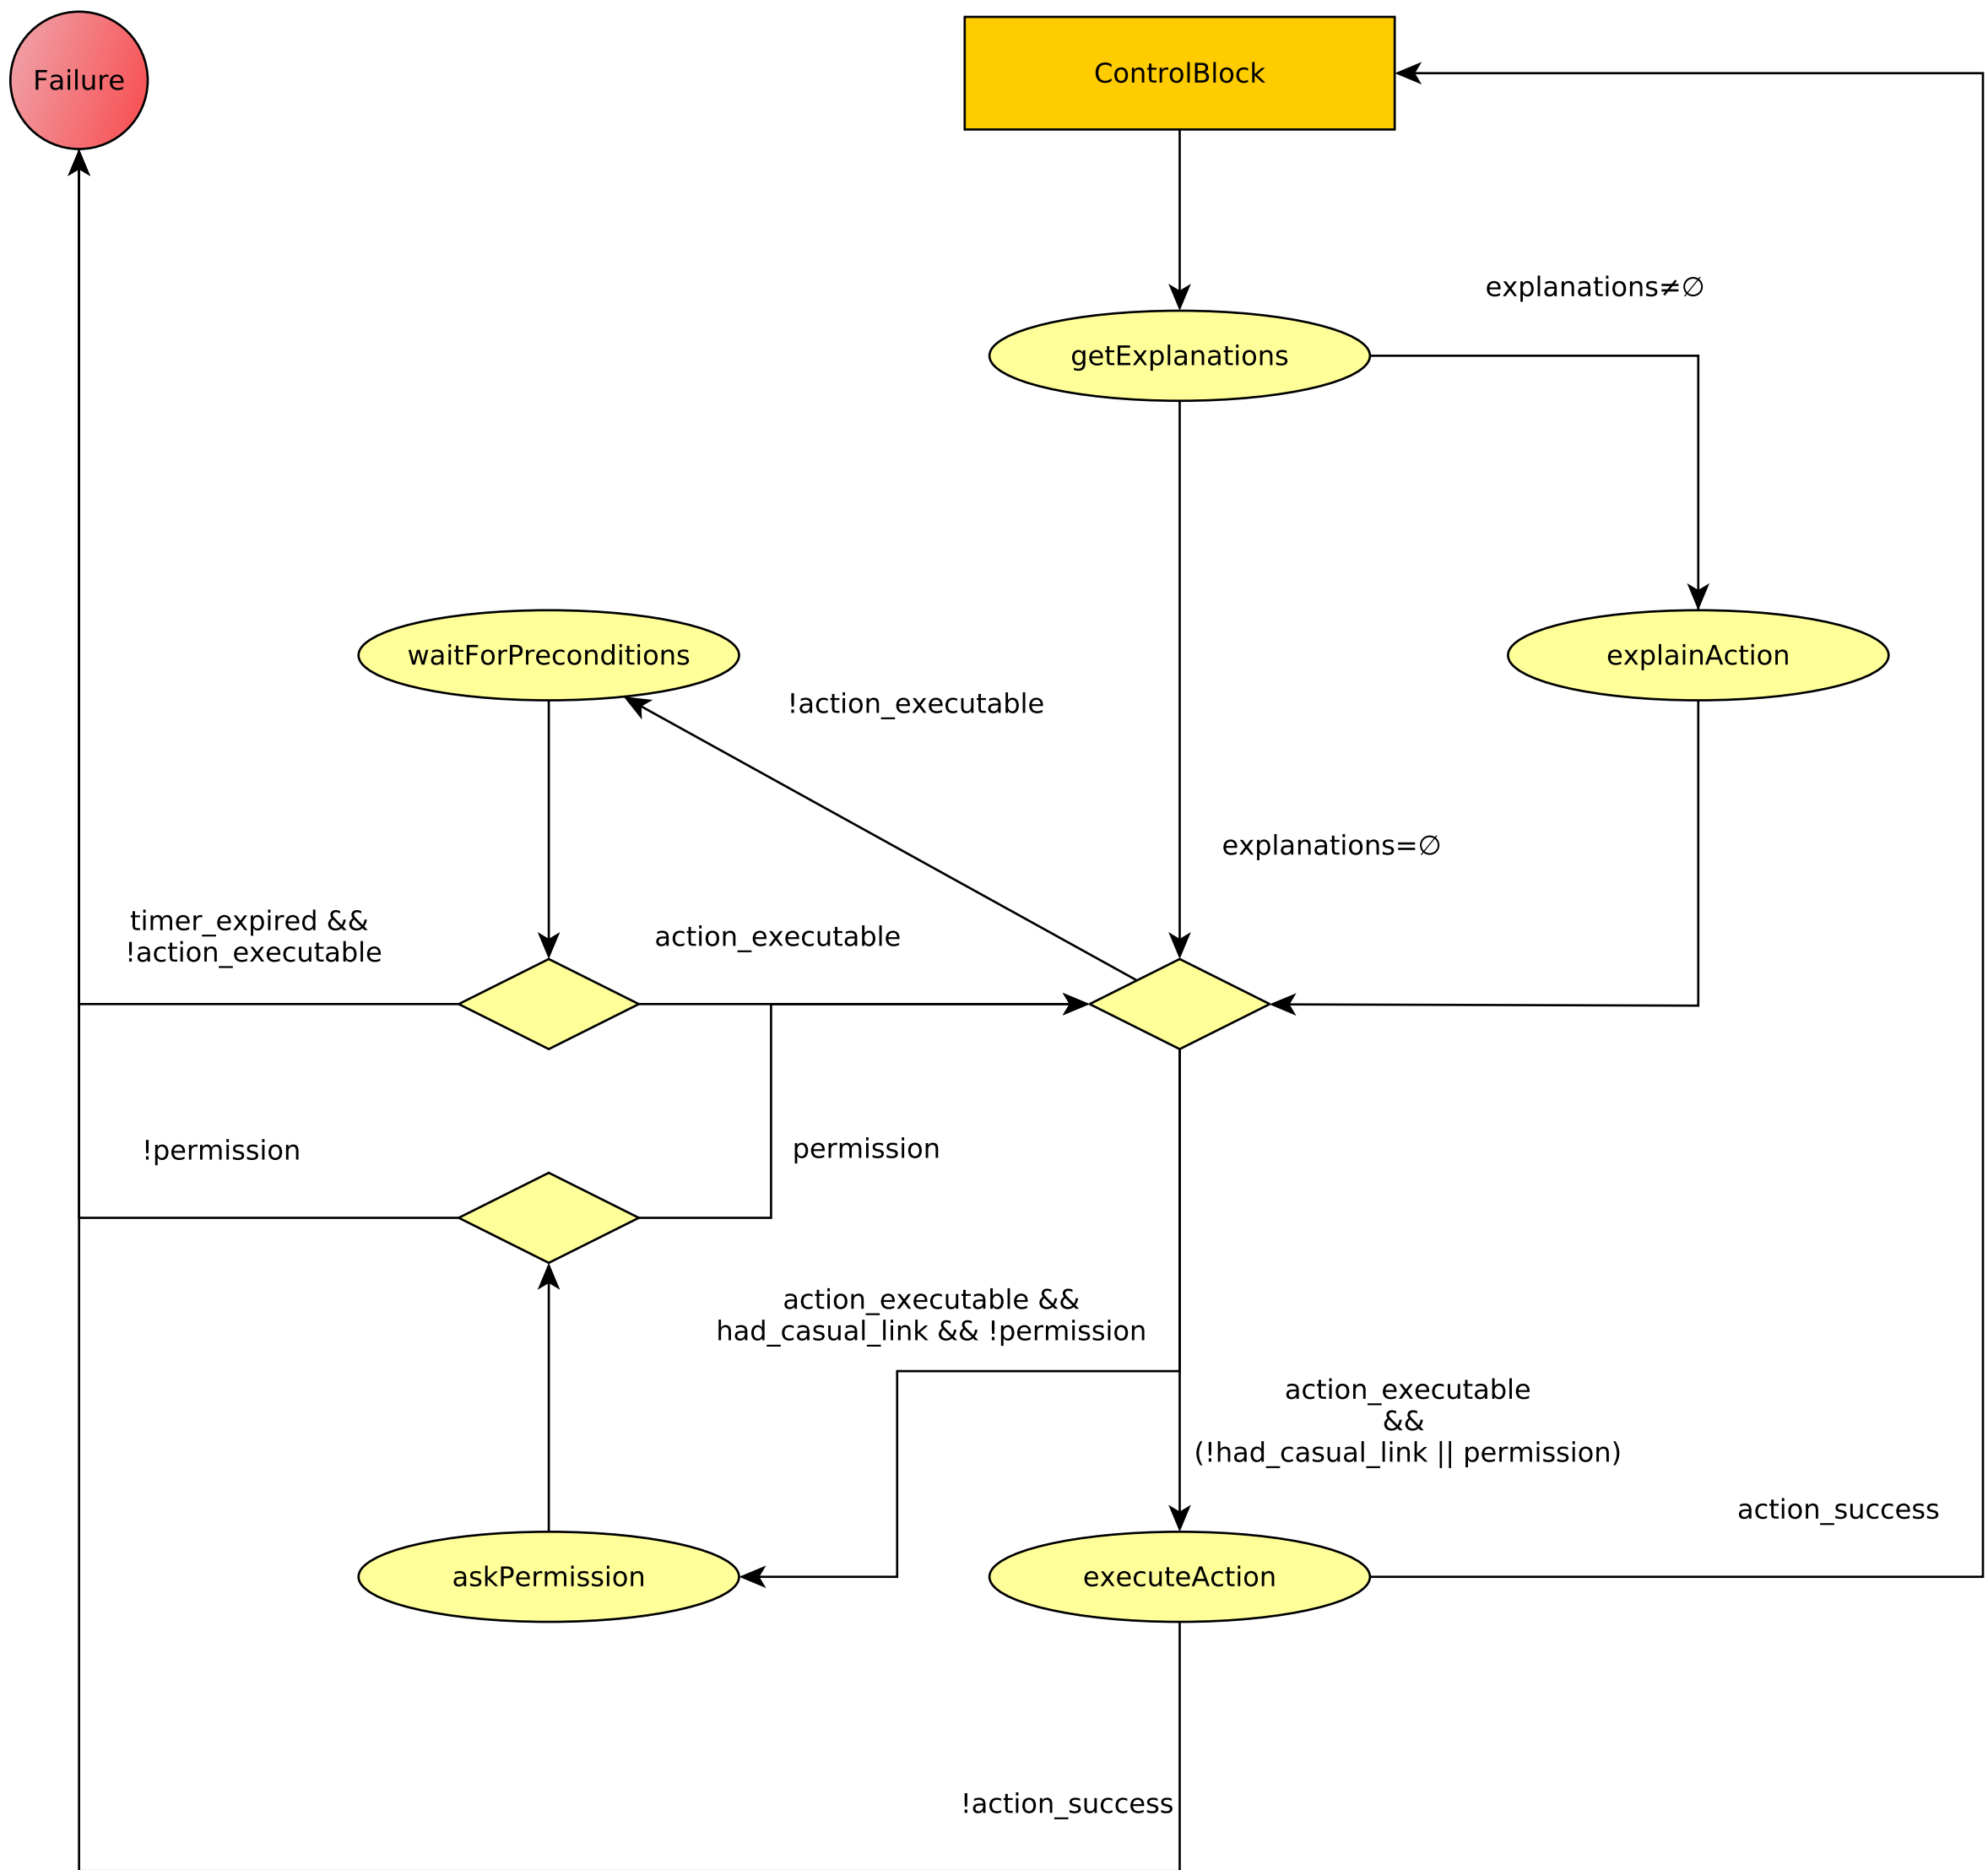 Failure
ControlBlock
explanations≠∅
getExplanations
waitForPreconditions
explainAction
!action_executable
explanations=∅
timer_expired &&
!action_executable
action_executable
!permission
permission
action_executable &&
had_casual_link && !permission
action_executable
&&
(!had_casual_link || permission)
action_success
askPermission
executeAction
!action_success